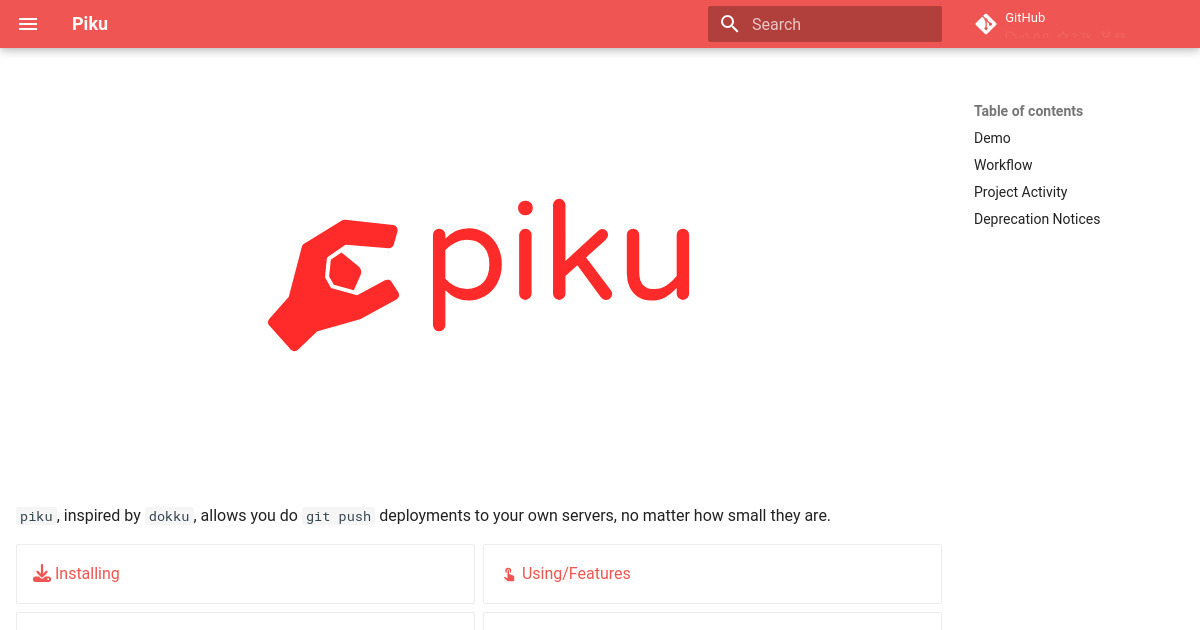 Piku
Search
GitHub
Table of contents
Demo
Workflow
Project Activity
Deprecation Notices
piku
piku, inspired by dokku, allows you do git push deployments to your own servers, no matter how small they are.
Installing
Using/Features